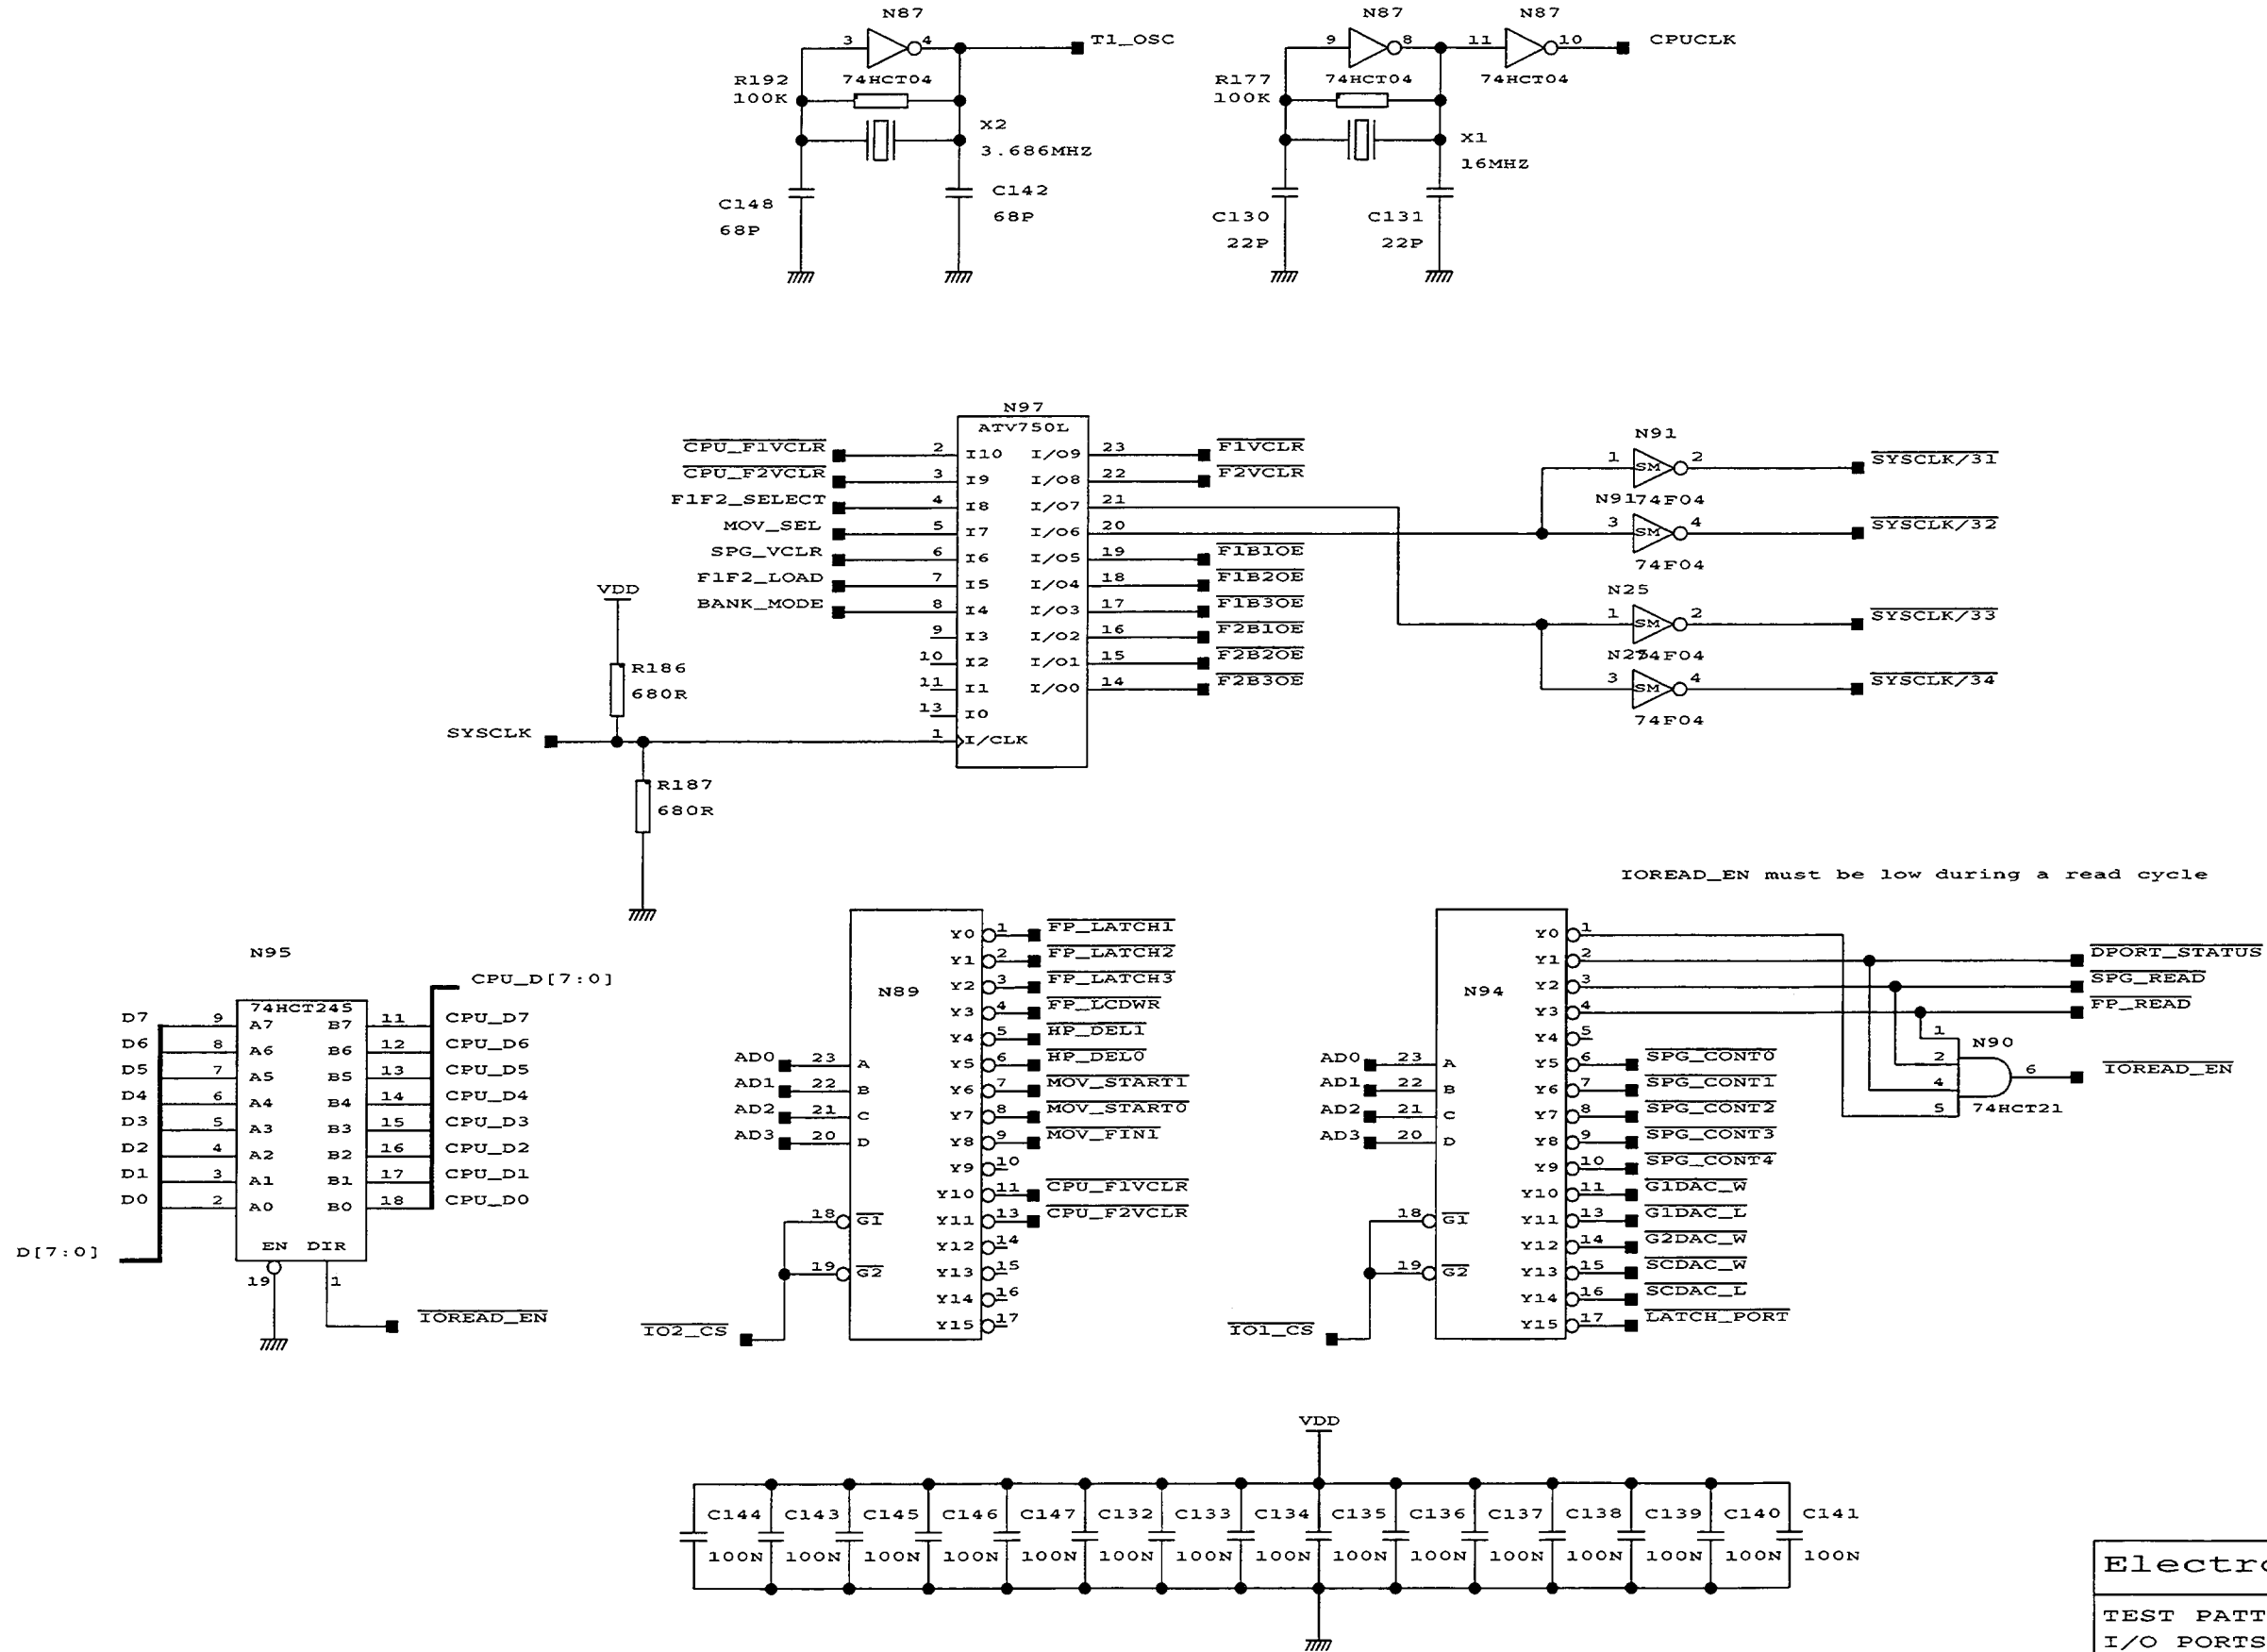 N87
3
4
T1_OSC
R192
100K
74HCT04
X2
3.686MHZ
C148
68P
C142
68P
N87
N87
9
8
11
10
CPUCLK
R177
100K
74HCT04
74HCT04
X1
16MHZ
C130
22P
C131
22P
N97
ATV750L
CPU_F1VCLR 2 I10 I/O9 23 F1VCLR
CPU_F2VCLR 3 I9 I/O8 22 F2VCLR
F1F2_SELECT 4 I8 I/O7 21
MOV_SEL 5 I7 I/O6 20
SPG_VCLR 6 I6 I/O5 19 F1B1OE
F1F2_LOAD 7 I5 I/O4 18 F1B2OE
BANK_MODE 8 I4 I/O3 17 F1B3OE
9 I3 I/O2 16 F2B1OE
10 I2 I/O1 15 F2B2OE
11 I1 I/O0 14 F2B3OE
13 I0
SYSCLK 1 I/CLK
VDD
R186
680R
R187
680R
N91
1 SM 2 SYSCLK/31
N91 74F04
3 SM 4 SYSCLK/32
74F04
N25
1 SM 2 SYSCLK/33
N25 74F04
3 SM 4 SYSCLK/34
74F04
IOREAD_EN must be low during a read cycle
N95
CPU_D[7:0]
74HCT245
D7 9 A7 B7 11 CPU_D7
D6 8 A6 B6 12 CPU_D6
D5 7 A5 B5 13 CPU_D5
D4 6 A4 B4 14 CPU_D4
D3 5 A3 B3 15 CPU_D3
D2 4 A2 B2 16 CPU_D2
D1 3 A1 B1 17 CPU_D1
D0 2 A0 B0 18 CPU_D0
D[7:0]
EN DIR
19 1
IOREAD_EN
N89
Y0 1 FP_LATCH1
Y1 2 FP_LATCH2
Y2 3 FP_LATCH3
Y3 4 FP_LCDWR
Y4 5 HP_DEL1
AD0 23 A Y5 6 HP_DEL0
AD1 22 B Y6 7 MOV_START1
AD2 21 C Y7 8 MOV_START0
AD3 20 D Y8 9 MOV_FIN1
Y9 10
Y10 11 CPU_F1VCLR
18 G1 Y11 13 CPU_F2VCLR
Y12 14
19 G2 Y13 15
Y14 16
IO2_CS Y15 17
N94
Y0 1
Y1 2 DPORT_STATUS
Y2 3 SPG_READ
Y3 4 FP_READ
Y4 5
AD0 23 A Y5 6 SPG_CONT0
AD1 22 B Y6 7 SPG_CONT1
AD2 21 C Y7 8 SPG_CONT2
AD3 20 D Y8 9 SPG_CONT3
Y9 10 SPG_CONT4
Y10 11 G1DAC_W
18 G1 Y11 13 G1DAC_L
Y12 14 G2DAC_W
19 G2 Y13 15 SCDAC_W
Y14 16 SCDAC_L
IO1_CS Y15 17 LATCH_PORT
1 N90
2
4
5
6 IOREAD_EN
74HCT21
VDD
C144 C143 C145 C146 C147 C132 C133 C134 C135 C136 C137 C138 C139 C140 C141
100N 100N 100N 100N 100N 100N 100N 100N 100N 100N 100N 100N 100N 100N 100N
Electro
TEST PATT
I/O PORTS